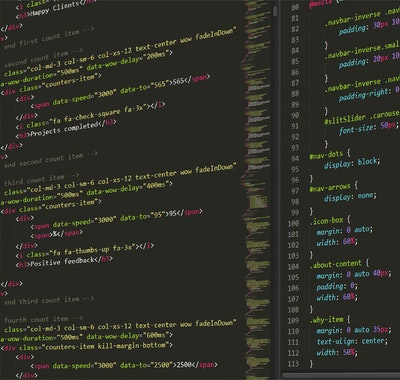 <i class="fa
<h3>Happy Clients</h3>
</div>
</div>
end first count item -->
second count item -->
class="col-md-3 col-sm-6 col-xs-12 text-center wow fadeInDown"
a-wow-duration="500ms" data-wow-delay="200ms">
<div class="counters-item">
<div>
<span data-speed="3000" data-to="565">565</span>
</div>
<i class="fa fa-check-square fa-3x"></i>
<h3>Projects completed</h3>
</div>
</div>
end second count item -->
third count item -->
class="col-md-3 col-sm-6 col-xs-12 text-center wow fadeInDown"
a-wow-duration="500ms" data-wow-delay="400ms">
<div class="counters-item">
<div>
<span data-speed="3000" data-to="95">95</span>
<span>%</span>
</div>
<i class="fa fa-thumbs-up fa-3x"></i>
<h3>Positive feedback</h3>
</div>
</div>
end third count item -->
fourth count item -->
class="col-md-3 col-sm-6 col-xs-12 text-center wow fadeInDown"
a-wow-duration="500ms" data-wow-delay="600ms">
<div class="counters-item kill-margin-bottom">
<div>
<span data-speed="3000" data-to="2500">2500</span>
</div>
80 @media
81
82 .navbar-inverse .nav
83 padding: 30px 10
84 }
85 .navbar-inverse.smal
86 padding: 20px 10
87 }
88 .navbar-inverse .nav
89 padding-right: 0
90 }
91 #slitSlider .carouse
92 font-size: 50px;
93 }
94 #nav-dots {
95 display: block;
96 }
97 #nav-arrows {
98 display: none;
99 }
100 .icon-box {
101 margin: 0 auto;
102 width: 60%;
103 }
104 .about-content {
105 margin: 0 auto 40px;
106 padding: 0;
107 width: 60%;
108 }
109 .why-item {
110 margin: 0 auto 35px;
111 text-align: center;
112 width: 50%;
113 }